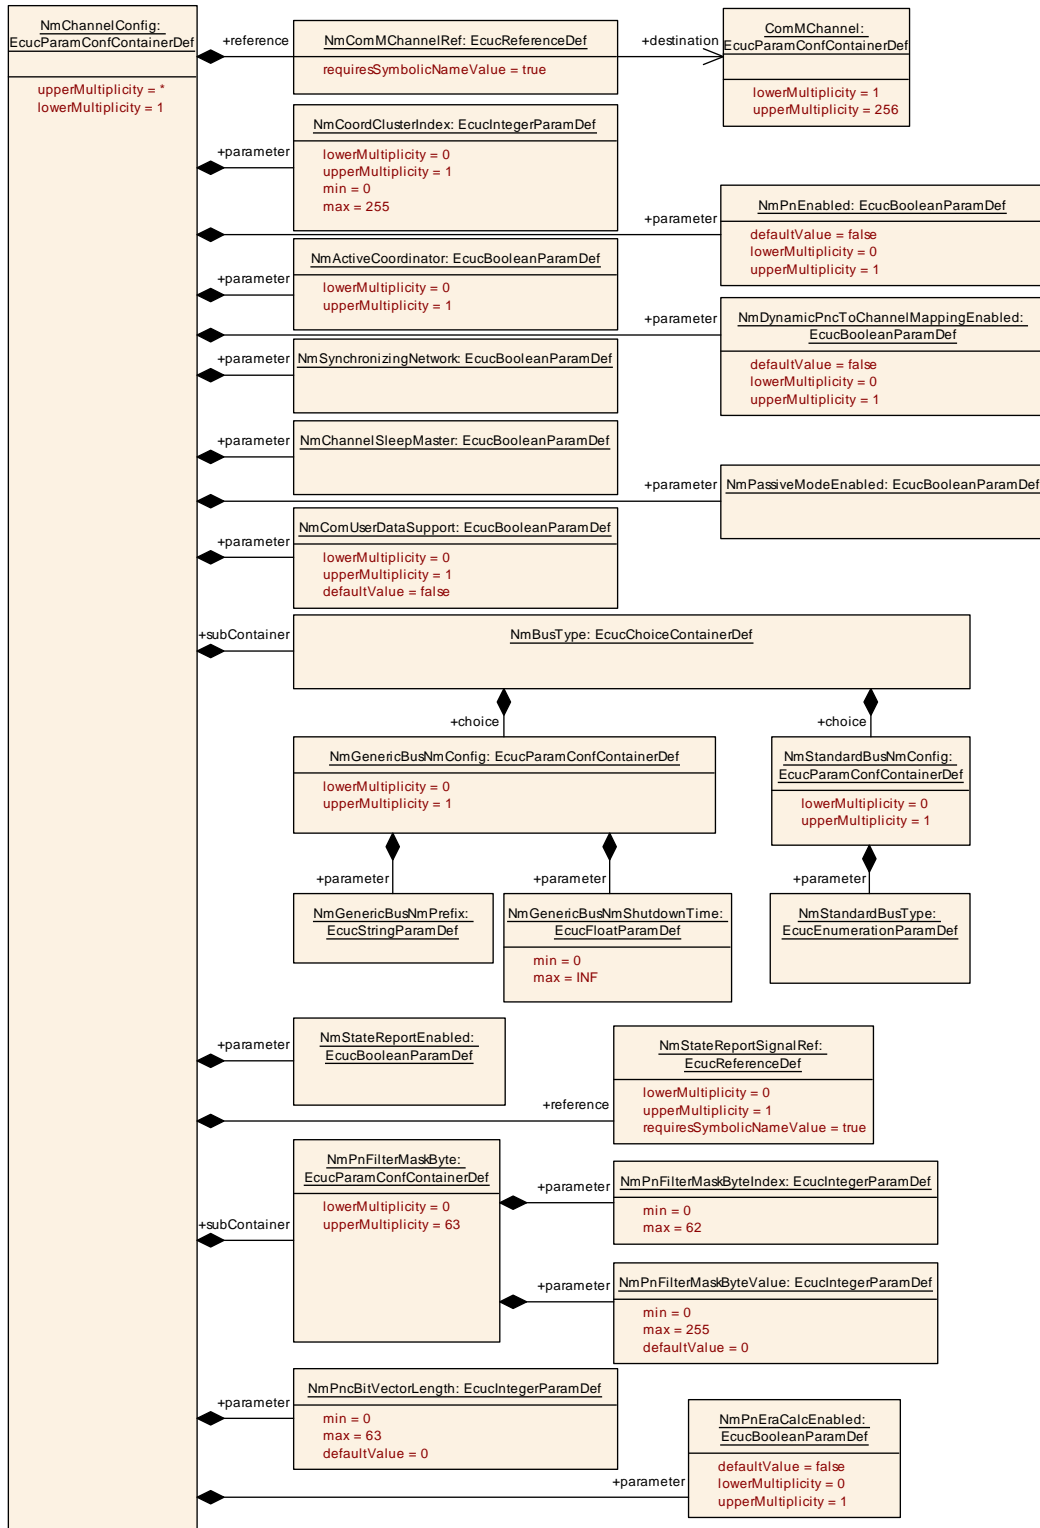 NmChannelConfig:
EcucParamConfContainerDef
upperMultiplicity = *
lowerMultiplicity = 1
+reference
NmComMChannelRef: EcucReferenceDef
requiresSymbolicNameValue = true
+destination
ComMChannel:
EcucParamConfContainerDef
lowerMultiplicity = 1
upperMultiplicity = 256
+parameter
NmCoordClusterIndex: EcucIntegerParamDef
lowerMultiplicity = 0
upperMultiplicity = 1
min = 0
max = 255
+parameter
NmPnEnabled: EcucBooleanParamDef
defaultValue = false
lowerMultiplicity = 0
upperMultiplicity = 1
+parameter
NmActiveCoordinator: EcucBooleanParamDef
lowerMultiplicity = 0
upperMultiplicity = 1
+parameter
NmDynamicPncToChannelMappingEnabled:
EcucBooleanParamDef
defaultValue = false
lowerMultiplicity = 0
upperMultiplicity = 1
+parameter
NmSynchronizingNetwork: EcucBooleanParamDef
+parameter
NmChannelSleepMaster: EcucBooleanParamDef
+parameter
NmPassiveModeEnabled: EcucBooleanParamDef
+parameter
NmComUserDataSupport: EcucBooleanParamDef
lowerMultiplicity = 0
upperMultiplicity = 1
defaultValue = false
+subContainer
NmBusType: EcucChoiceContainerDef
+choice
+choice
NmGenericBusNmConfig: EcucParamConfContainerDef
lowerMultiplicity = 0
upperMultiplicity = 1
NmStandardBusNmConfig:
EcucParamConfContainerDef
lowerMultiplicity = 0
upperMultiplicity = 1
+parameter
+parameter
+parameter
NmGenericBusNmPrefix:
EcucStringParamDef
NmGenericBusNmShutdownTime:
EcucFloatParamDef
min = 0
max = INF
NmStandardBusType:
EcucEnumerationParamDef
+parameter
NmStateReportEnabled:
EcucBooleanParamDef
+reference
NmStateReportSignalRef:
EcucReferenceDef
lowerMultiplicity = 0
upperMultiplicity = 1
requiresSymbolicNameValue = true
+subContainer
NmPnFilterMaskByte:
EcucParamConfContainerDef
lowerMultiplicity = 0
upperMultiplicity = 63
+parameter
NmPnFilterMaskByteIndex: EcucIntegerParamDef
min = 0
max = 62
+parameter
NmPnFilterMaskByteValue: EcucIntegerParamDef
min = 0
max = 255
defaultValue = 0
+parameter
NmPncBitVectorLength: EcucIntegerParamDef
min = 0
max = 63
defaultValue = 0
+parameter
NmPnEraCalcEnabled:
EcucBooleanParamDef
defaultValue = false
lowerMultiplicity = 0
upperMultiplicity = 1